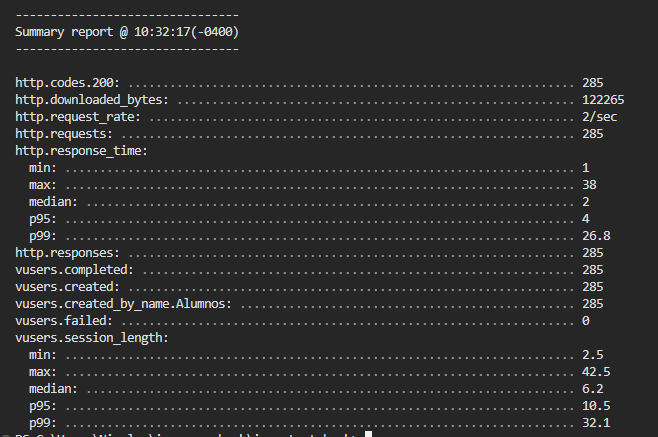 --------------------------------
Summary report @ 10:32:17(-0400)
--------------------------------
http.codes.200: ................................................................. 285
http.downloaded_bytes: .......................................................... 122265
http.request_rate: .............................................................. 2/sec
http.requests: .................................................................. 285
http.response_time:
min: ......................................................................... 1
max: ......................................................................... 38
median: ...................................................................... 2
p95: ......................................................................... 4
p99: ......................................................................... 26.8
http.responses: ................................................................. 285
vusers.completed: ............................................................... 285
vusers.created: ................................................................. 285
vusers.created_by_name.Alumnos: ................................................. 285
vusers.failed: .................................................................. 0
vusers.session_length:
min: ......................................................................... 2.5
max: ......................................................................... 42.5
median: ...................................................................... 6.2
p95: ......................................................................... 10.5
p99: ......................................................................... 32.1